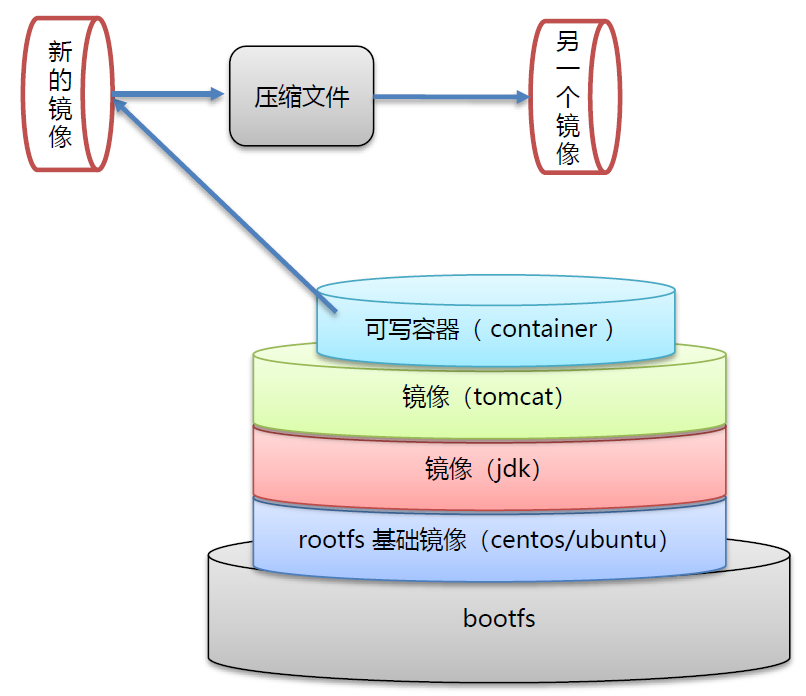 新的镜像
压缩文件
另一个镜像
可写容器（ container ）
镜像（tomcat）
镜像（jdk）
rootfs 基础镜像（centos/ubuntu）
bootfs